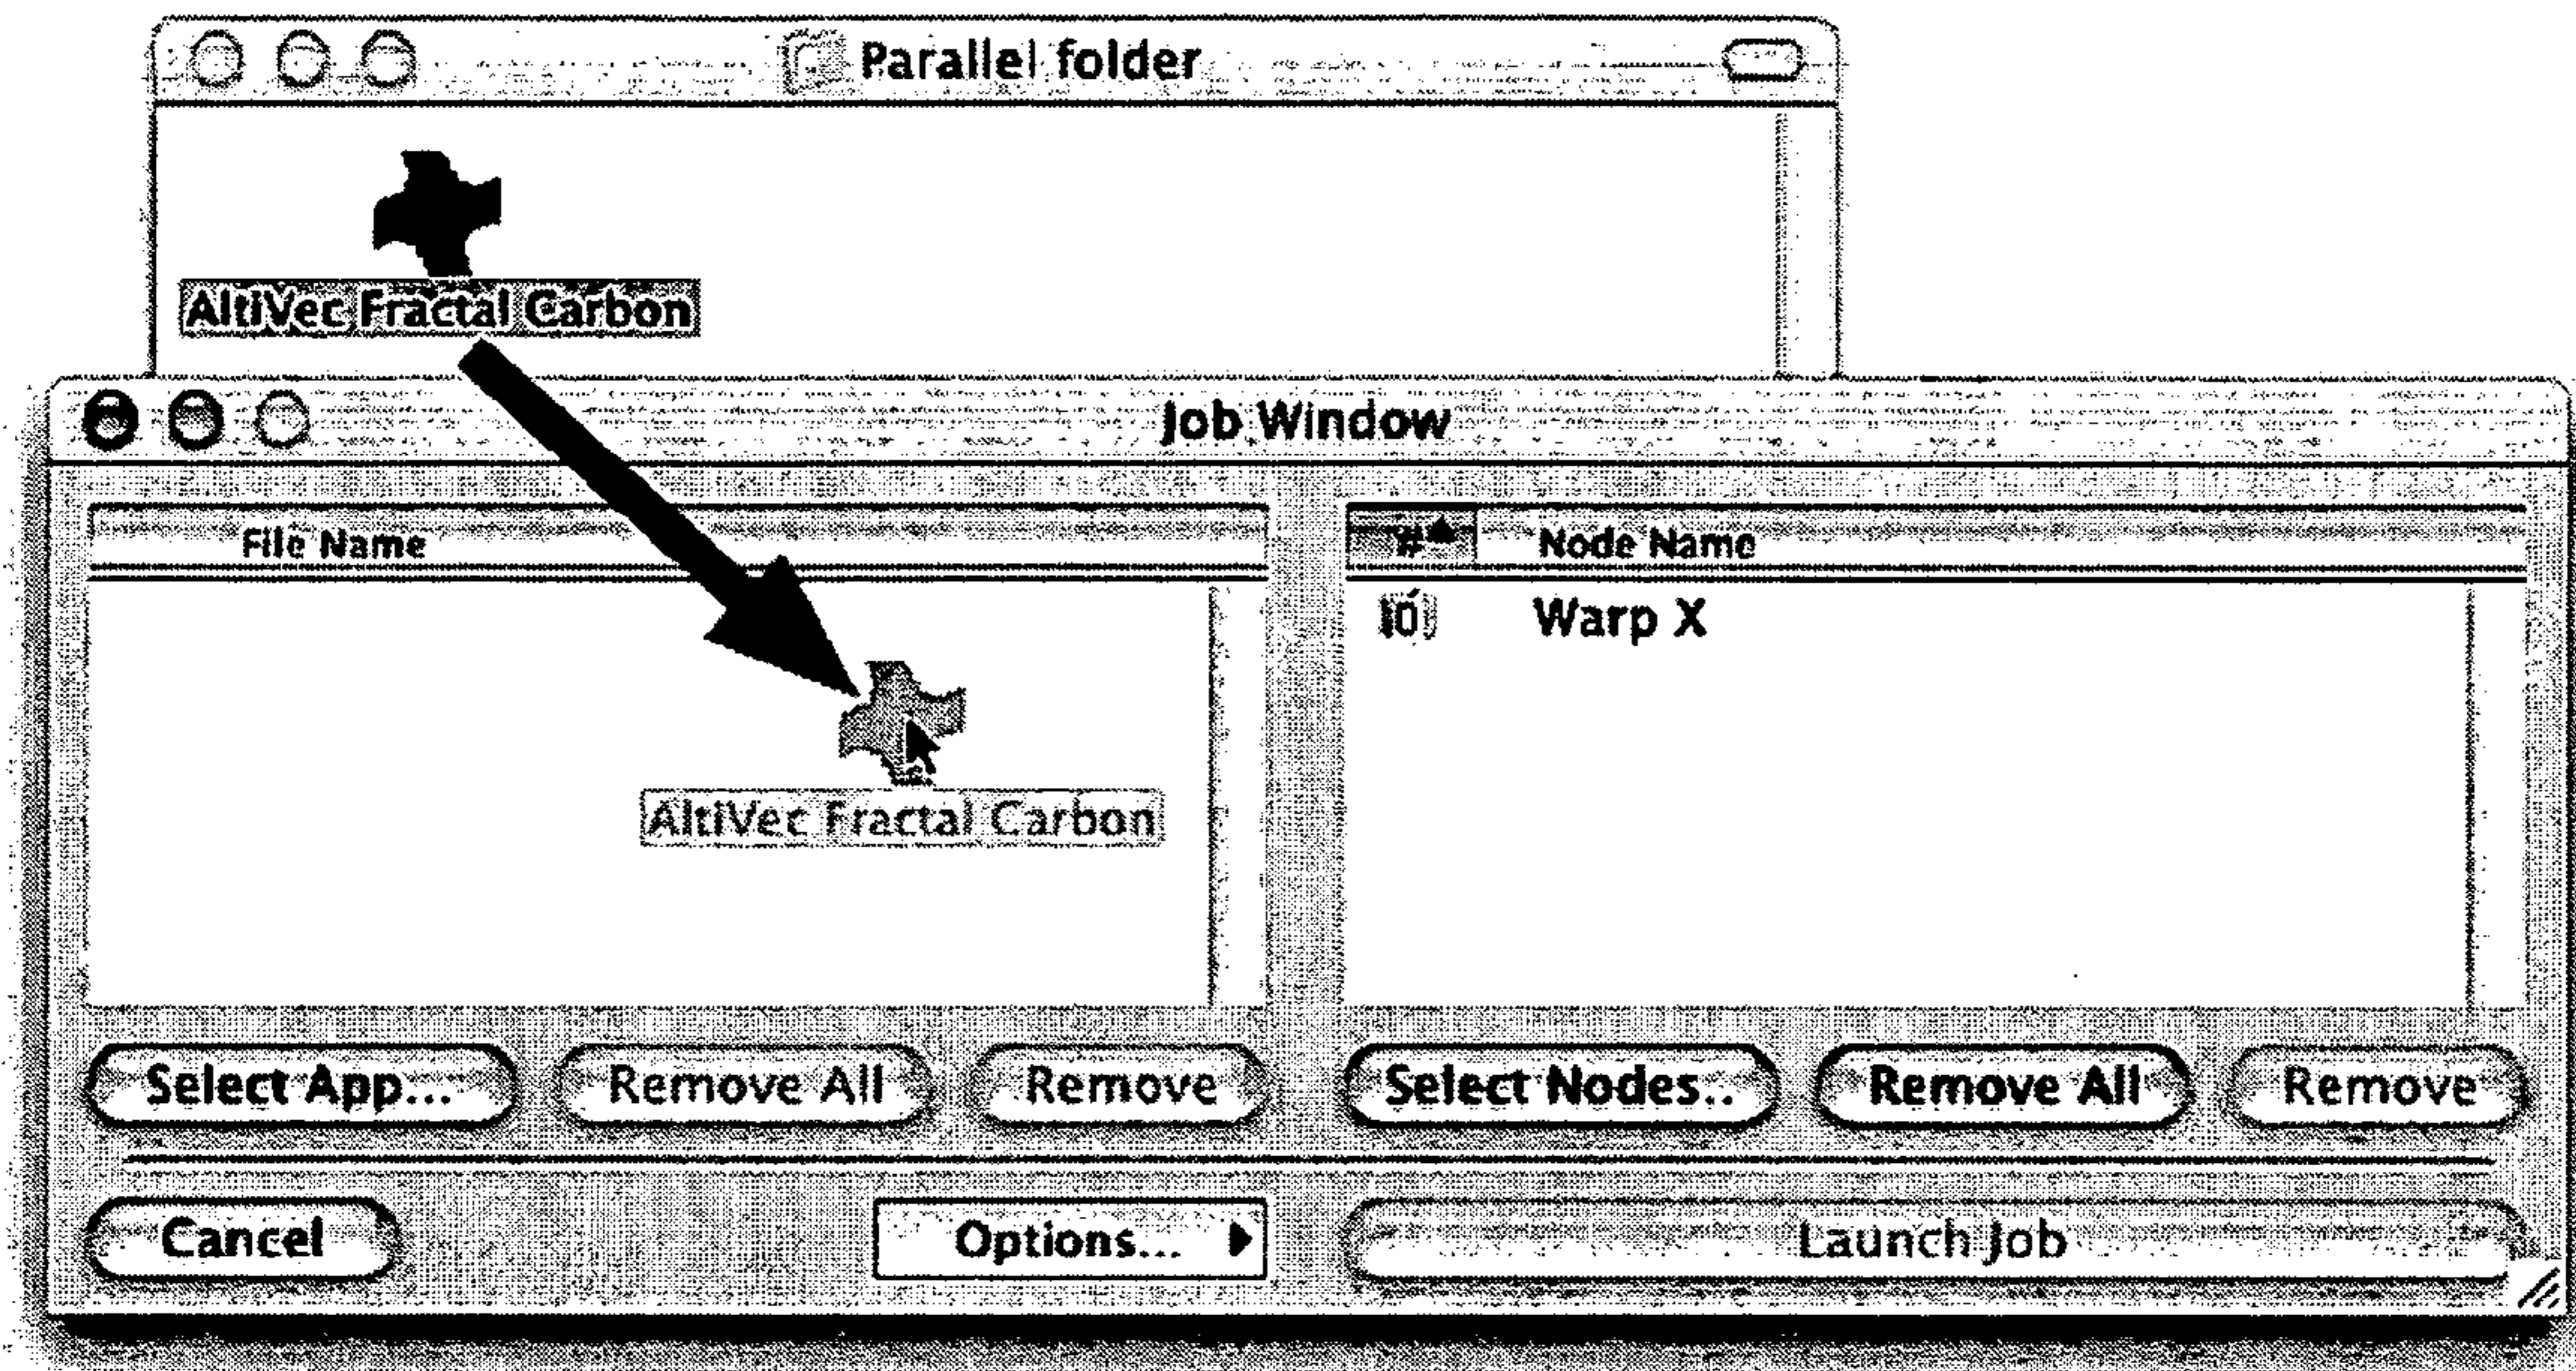 Parallel folder
AltiVec Fractal Carbon
Job Window
File Name
# Node Name
0 Warp X
AltiVec Fractal Carbon
Select App... Remove All Remove Select Nodes.. Remove All Remove
Cancel Options... Launch Job